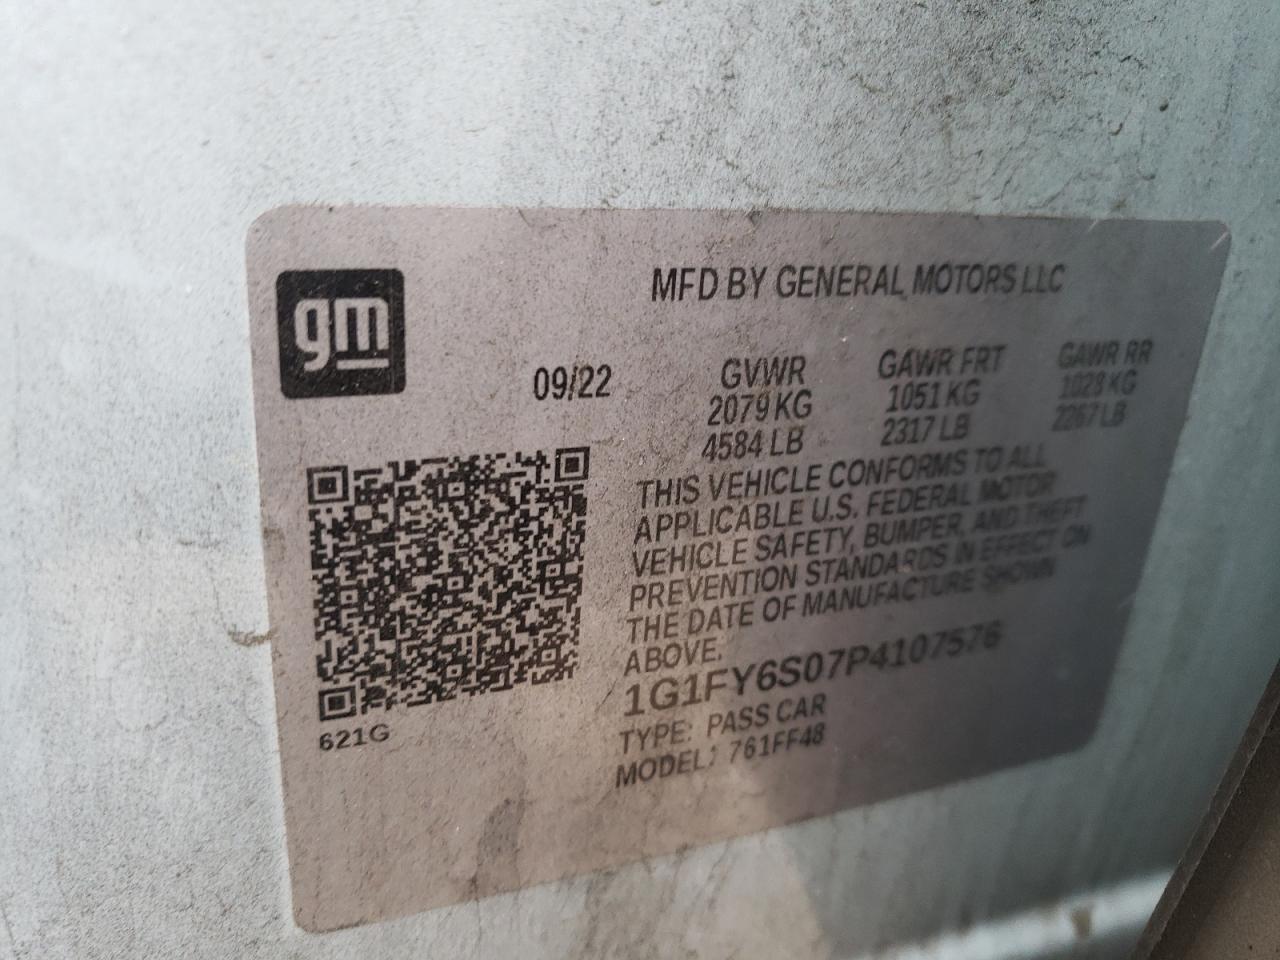 gm
MFD BY GENERAL MOTORS LLC
09/22
GVWR GAWR FRT GAWR RR
2079 KG 1051 KG 1028 KG
4584 LB 2317 LB 2267 LB
THIS VEHICLE CONFORMS TO ALL
APPLICABLE U.S. FEDERAL MOTOR
VEHICLE SAFETY, BUMPER, AND THEFT
PREVENTION STANDARDS IN EFFECT ON
THE DATE OF MANUFACTURE SHOWN
ABOVE.
1G1FY6S07P4107576
TYPE: PASS CAR
MODEL: 761FF48
621G